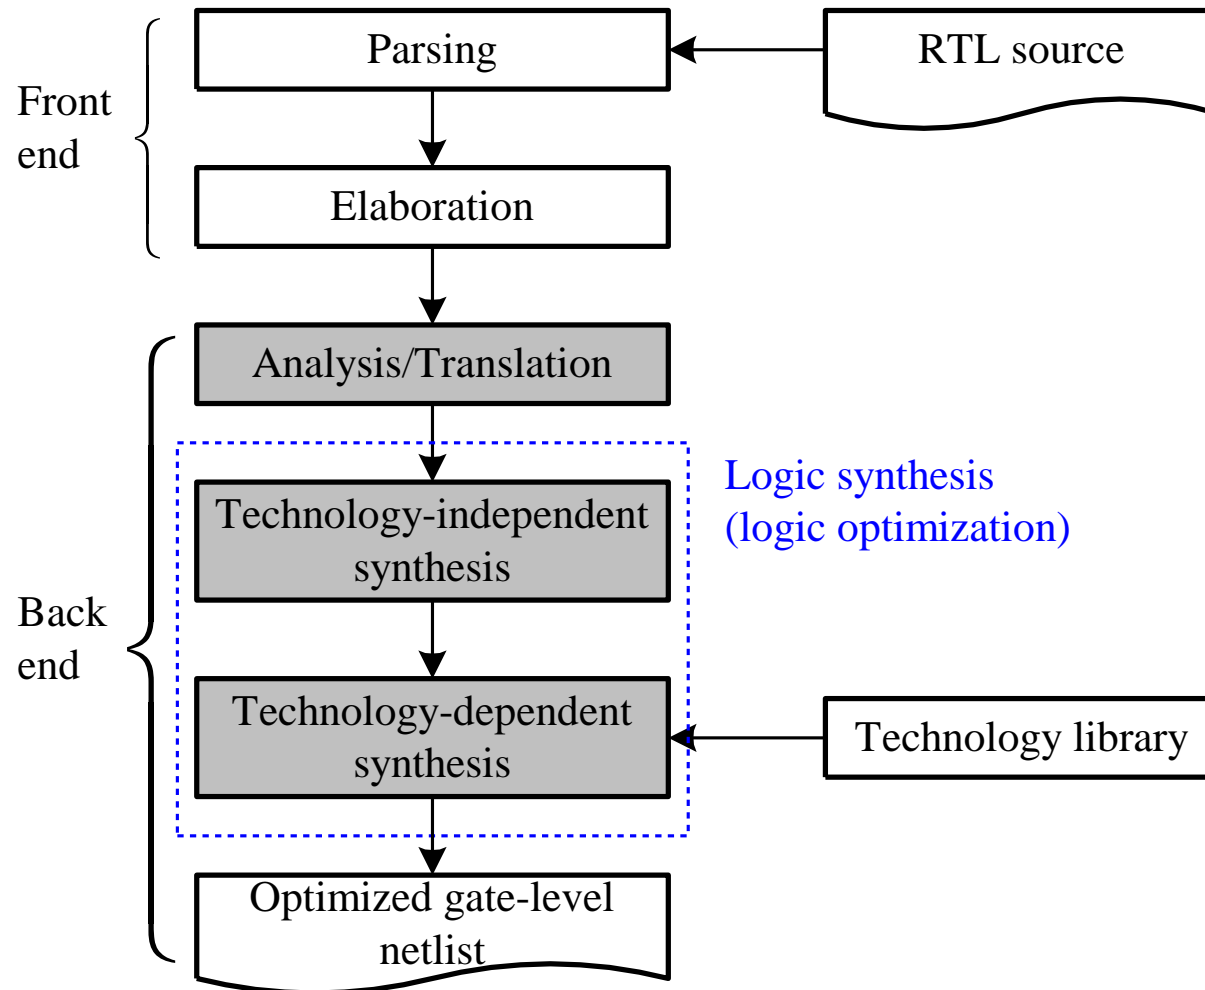 Parsing
RTL source
Front
end
Elaboration
Analysis/Translation
Logic synthesis
(logic optimization)
Technology-independent
synthesis
Back
end
Technology-dependent
synthesis
Technology library
Optimized gate-level
netlist